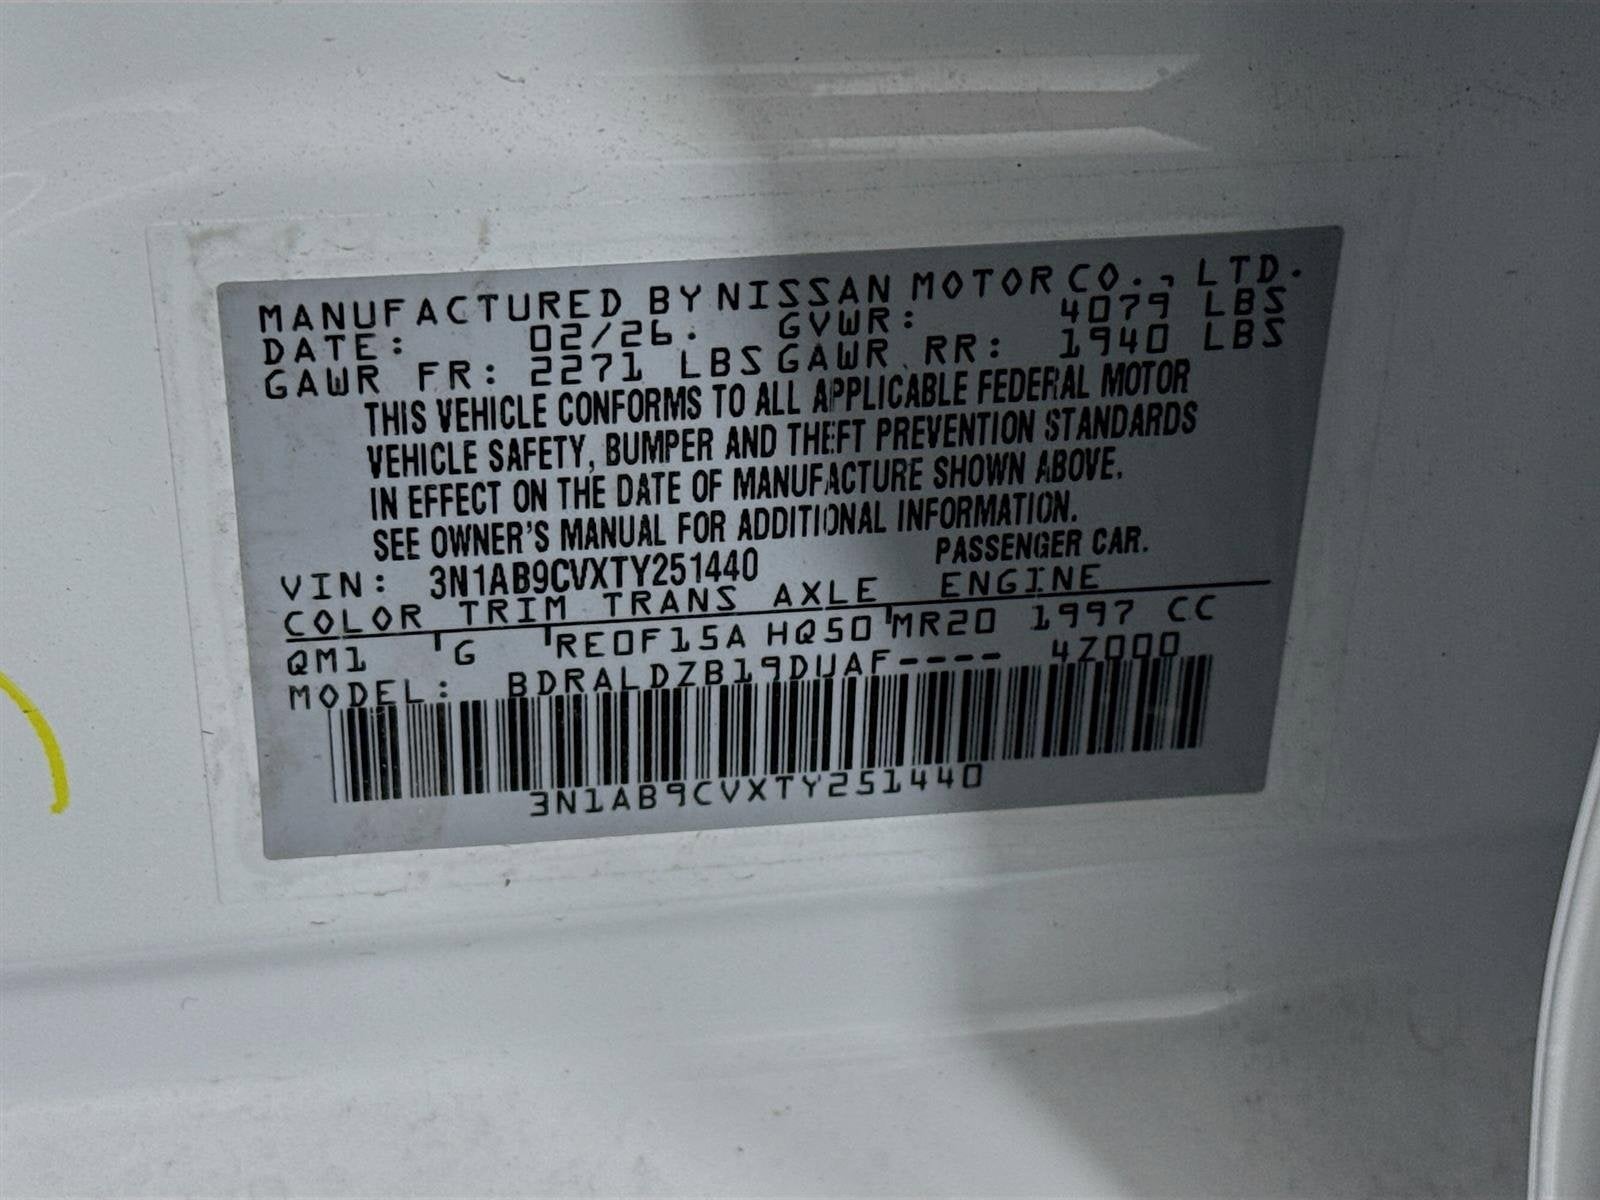 MANUFACTURED BY NISSAN MOTOR CO., LTD.
DATE: 02/26. GVWR: 4079 LBS
GAWR FR: 2271 LBS GAWR RR: 1940 LBS
THIS VEHICLE CONFORMS TO ALL APPLICABLE FEDERAL MOTOR
VEHICLE SAFETY, BUMPER AND THEFT PREVENTION STANDARDS
IN EFFECT ON THE DATE OF MANUFACTURE SHOWN ABOVE.
SEE OWNER'S MANUAL FOR ADDITIONAL INFORMATION.
VIN: 3N1AB9CVXTY251440 PASSENGER CAR.
COLOR TRIM TRANS AXLE ENGINE
QM1 G RE0F15A HQ50 MR20 1997 CC
MODEL: BDRALDZB19DUAF---- 4Z000
3N1AB9CVXTY251440